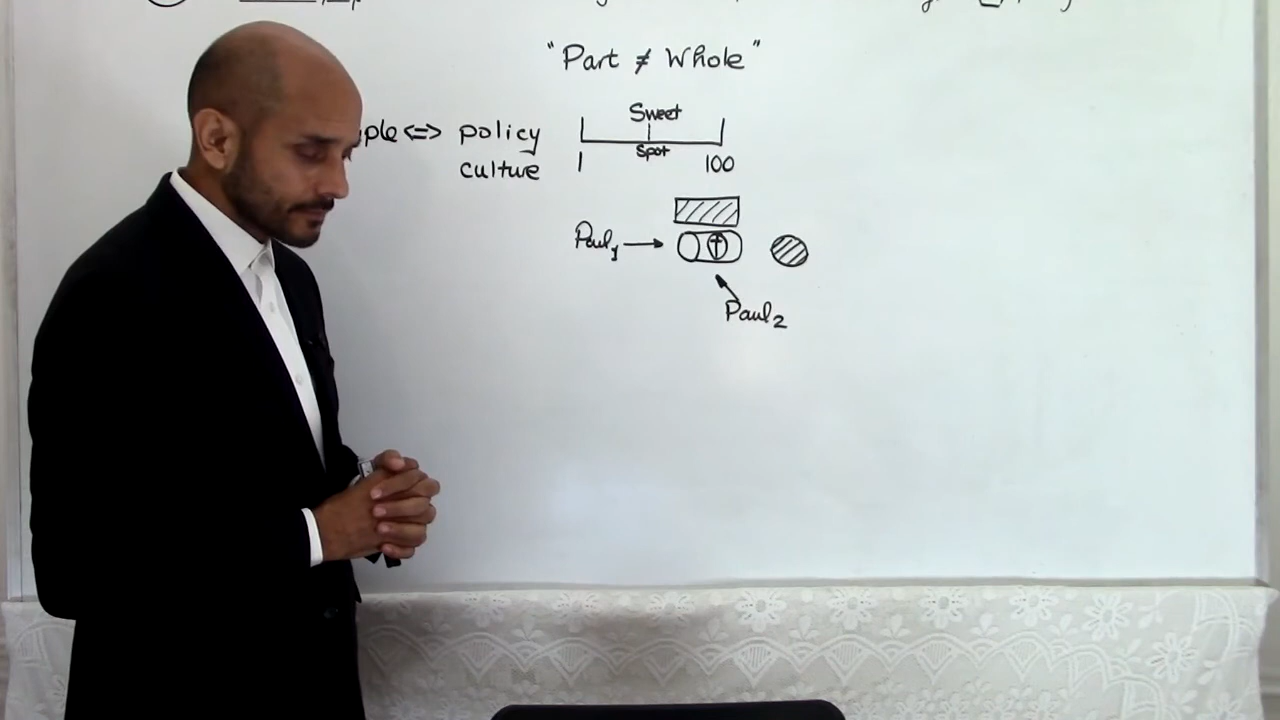 "Part ≠ Whole"
Sweet
ple <=> policy
Spot
culture
1 100
Paul1
Paul2